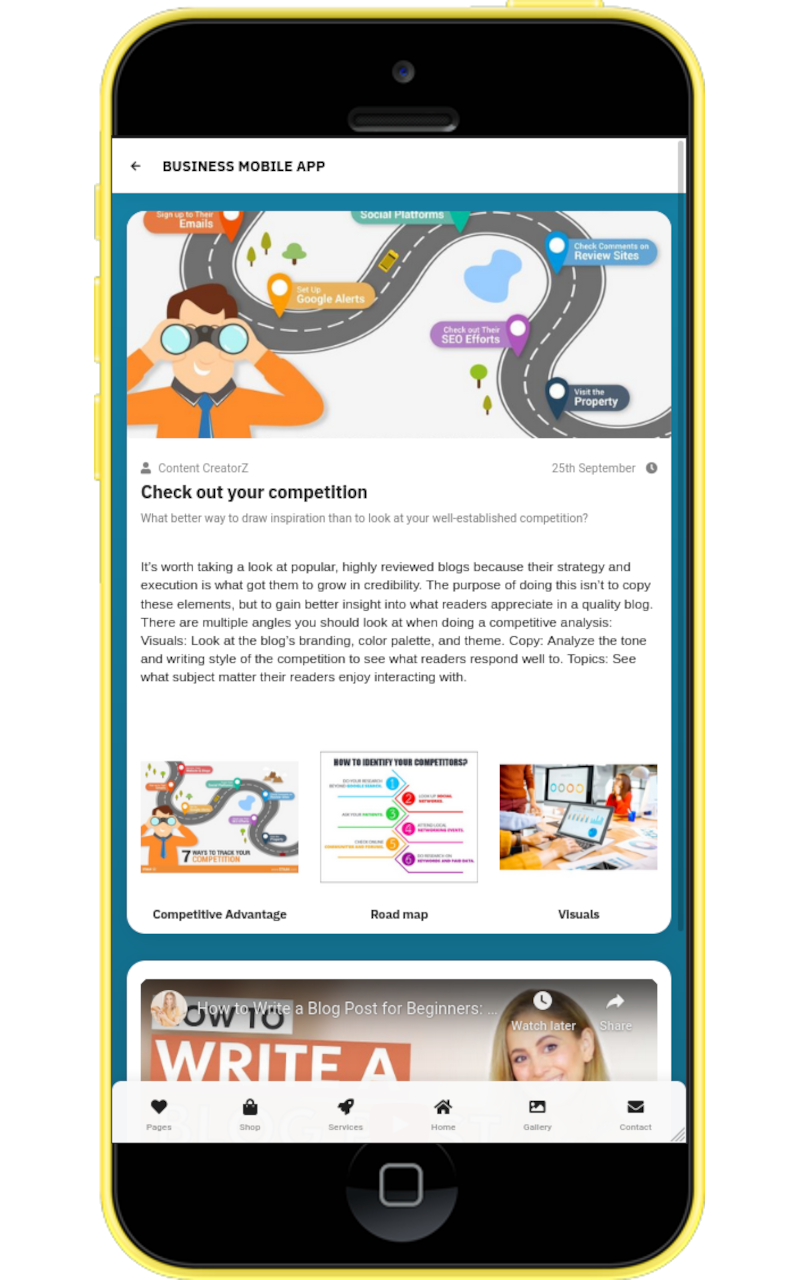 BUSINESS MOBILE APP
Sign up to Their
Emails
Social Platforms
Check Comments on
Review Sites
Set Up
Google Alerts
Check out Their
SEO Efforts
Visit the
Property
Content CreatorZ
25th September
Check out your competition
What better way to draw inspiration than to look at your well-established competition?
It’s worth taking a look at popular, highly reviewed blogs because their strategy and
execution is what got them to grow in credibility. The purpose of doing this isn’t to copy
these elements, but to gain better insight into what readers appreciate in a quality blog.
There are multiple angles you should look at when doing a competitive analysis:
Visuals: Look at the blog’s branding, color palette, and theme. Copy: Analyze the tone
and writing style of the competition to see what readers respond well to. Topics: See
what subject matter their readers enjoy interacting with.
7 WAYS TO TRACK YOUR
COMPETITION
HOW TO IDENTIFY YOUR COMPETITORS?
1
2
3
4
5
6
Competitive Advantage
Road map
Visuals
How to Write a Blog Post for Beginners: ...
Watch later
Share
OW TO
WRITE A
Pages
Shop
Services
Home
Gallery
Contact